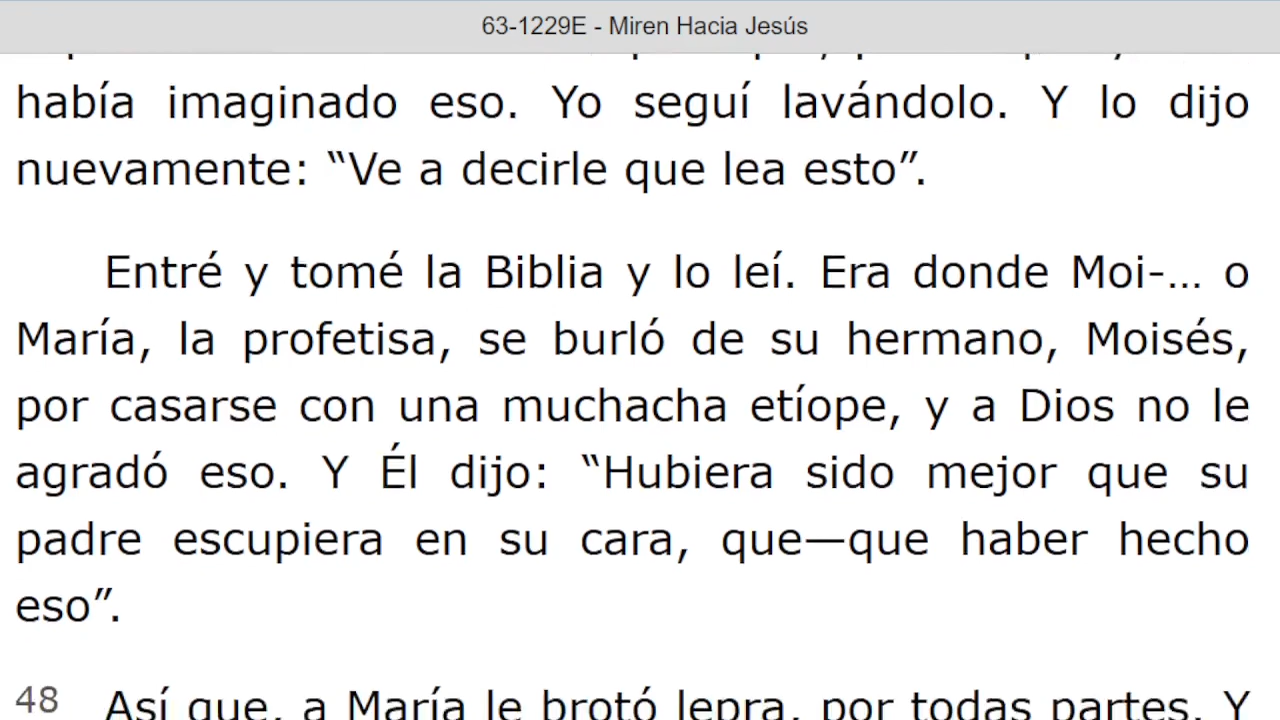 63-1229E - Miren Hacia Jesús
había imaginado eso. Yo seguí lavándolo. Y lo dijo
nuevamente: “Ve a decirle que lea esto”.
Entré y tomé la Biblia y lo leí. Era donde Moi-... o
María, la profetisa, se burló de su hermano, Moisés,
por casarse con una muchacha etíope, y a Dios no le
agradó eso. Y Él dijo: “Hubiera sido mejor que su
padre escupiera en su cara, que—que haber hecho
eso”.
48 Así que, a María le brotó lepra, por todas partes. Y